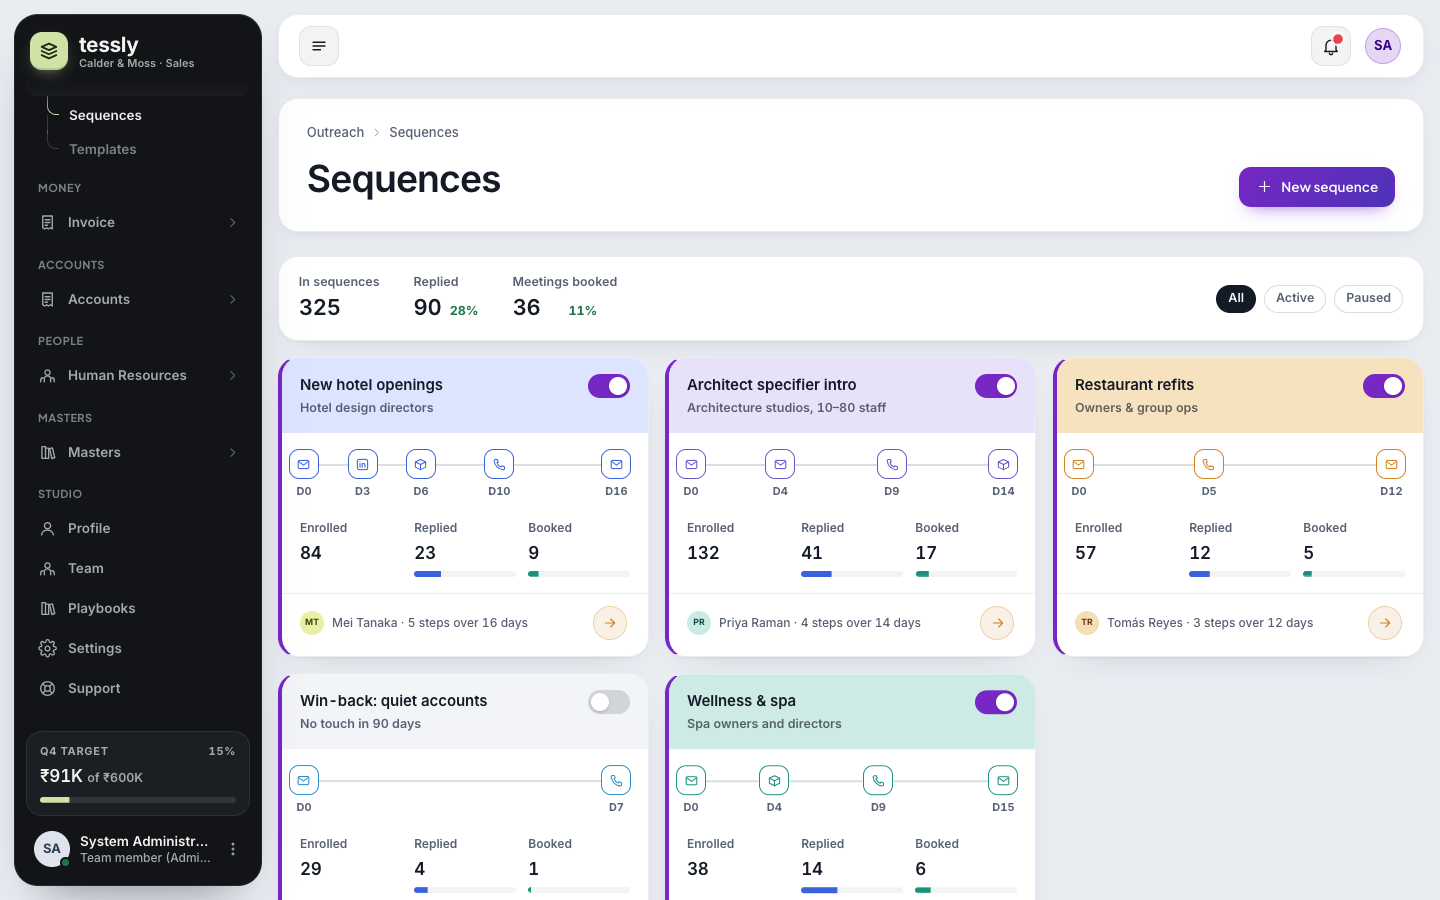 tessly
Calder & Moss · Sales
Sequences
Templates
MONEY
Invoice
ACCOUNTS
Accounts
PEOPLE
Human Resources
MASTERS
Masters
STUDIO
Profile
Team
Playbooks
Settings
Support
Q4 TARGET 15%
₹91K of ₹600K
SA
System Administr...
Team member (Admi...
SA
Outreach > Sequences
Sequences
+ New sequence
In sequences Replied Meetings booked
325 90 28% 36 11%
All Active Paused
New hotel openings
Hotel design directors
in
D0 D3 D6 D10 D16
Enrolled Replied Booked
84 23 9
MT Mei Tanaka · 5 steps over 16 days
Architect specifier intro
Architecture studios, 10–80 staff
D0 D4 D9 D14
Enrolled Replied Booked
132 41 17
PR Priya Raman · 4 steps over 14 days
Restaurant refits
Owners & group ops
D0 D5 D12
Enrolled Replied Booked
57 12 5
TR Tomás Reyes · 3 steps over 12 days
Win-back: quiet accounts
No touch in 90 days
D0 D7
Enrolled Replied Booked
29 4 1
Wellness & spa
Spa owners and directors
D0 D4 D9 D15
Enrolled Replied Booked
38 14 6